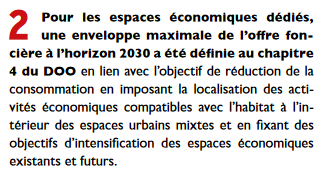 2 Pour les espaces économiques dédiés,
une enveloppe maximale de l'offre fon-
cière à l'horizon 2030 a été définie au chapitre
4 du DOO en lien avec l'objectif de réduction de la
consommation en imposant la localisation des acti-
vités économiques compatibles avec l'habitat à l'in-
térieur des espaces urbains mixtes et en fixant des
objectifs d'intensification des espaces économiques
existants et futurs.